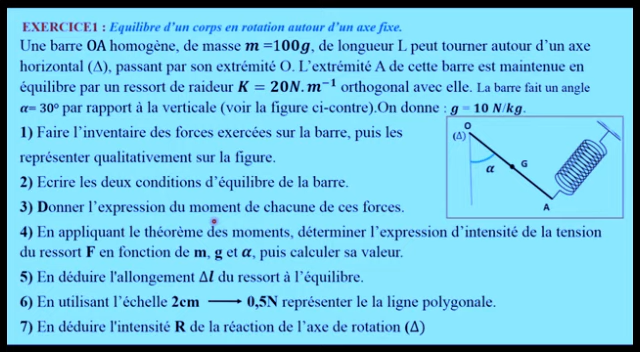 EXERCICE1 : Equilibre d'un corps en rotation autour d'un axe fixe.
Une barre OA homogène, de masse m =100g, de longueur L peut tourner autour d'un axe
horizontal (Δ), passant par son extrémité O. L'extrémité A de cette barre est maintenue en
équilibre par un ressort de raideur K = 20N.m⁻¹ orthogonal avec elle. La barre fait un angle
α= 30° par rapport à la verticale (voir la figure ci-contre).On donne : g = 10 N/kg.
1) Faire l'inventaire des forces exercées sur la barre, puis les
représenter qualitativement sur la figure.
2) Ecrire les deux conditions d'équilibre de la barre.
3) Donner l'expression du moment de chacune de ces forces.
4) En appliquant le théorème des moments, déterminer l'expression d'intensité de la tension
du ressort F en fonction de m, g et α, puis calculer sa valeur.
5) En déduire l'allongement Δl du ressort à l'équilibre.
6) En utilisant l'échelle 2cm ⟶ 0,5N représenter le la ligne polygonale.
7) En déduire l'intensité R de la réaction de l'axe de rotation (Δ)
O
(Δ)
G
α
A